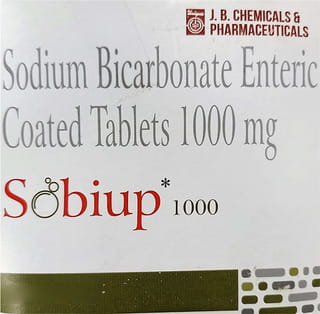 J. B. CHEMICALS &
PHARMACEUTICALS
Sodium Bicarbonate Enteric
Coated Tablets 1000 mg
Sobiup* 1000